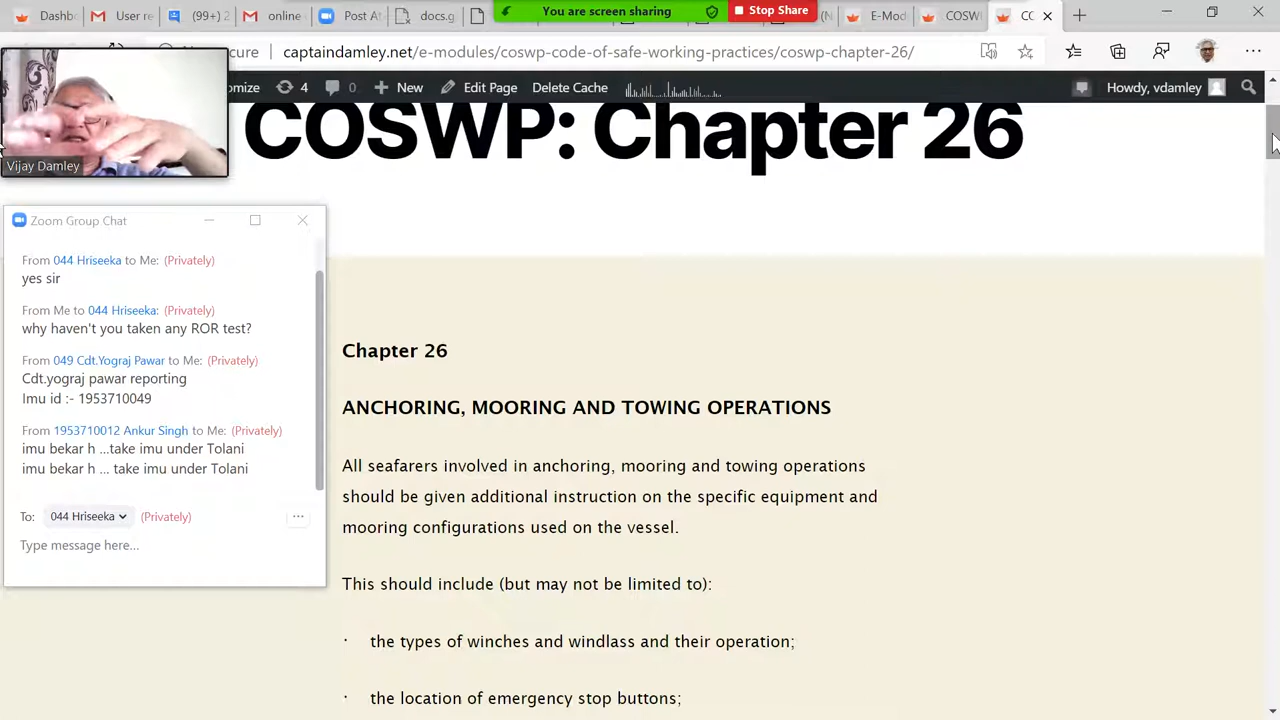 Dashb
User re
(99+) 2
online
Post At
docs.g
You are screen sharing
Stop Share
E-Mod
COSW
CC
cure
captaindamley.net/e-modules/coswp-code-of-safe-working-practices/coswp-chapter-26/
omize
4
0
New
Edit Page
Delete Cache
Howdy, vdamley
COSWP: Chapter 26
Vijay Damley
Zoom Group Chat
From 044 Hriseeka to Me: (Privately)
yes sir
From Me to 044 Hriseeka: (Privately)
why haven't you taken any ROR test?
From 049 Cdt.Yograj Pawar to Me: (Privately)
Cdt.yograj pawar reporting
Imu id :- 1953710049
From 1953710012 Ankur Singh to Me: (Privately)
imu bekar h ...take imu under Tolani
imu bekar h ... take imu under Tolani
To: 044 Hriseeka (Privately)
Type message here...
Chapter 26
ANCHORING, MOORING AND TOWING OPERATIONS
All seafarers involved in anchoring, mooring and towing operations
should be given additional instruction on the specific equipment and
mooring configurations used on the vessel.
This should include (but may not be limited to):
· the types of winches and windlass and their operation;
· the location of emergency stop buttons;